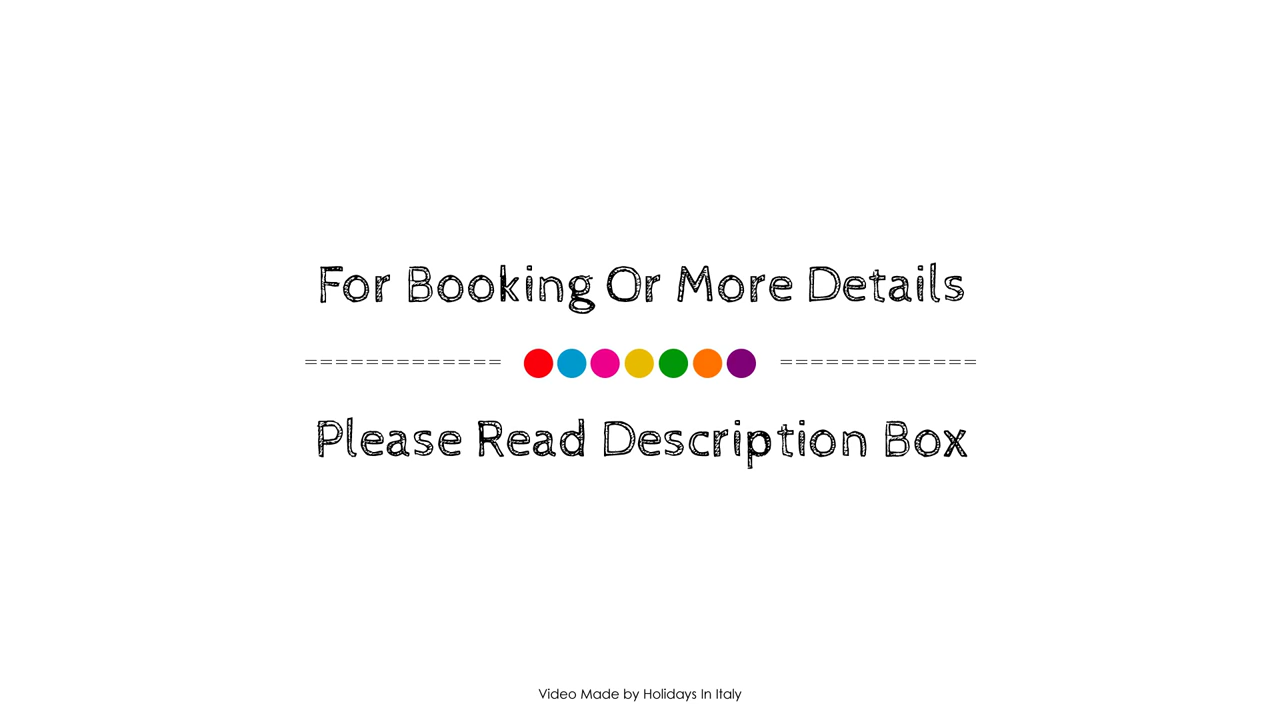 For Booking Or More Details
============= =============
Please Read Description Box
Video Made by Holidays In Italy